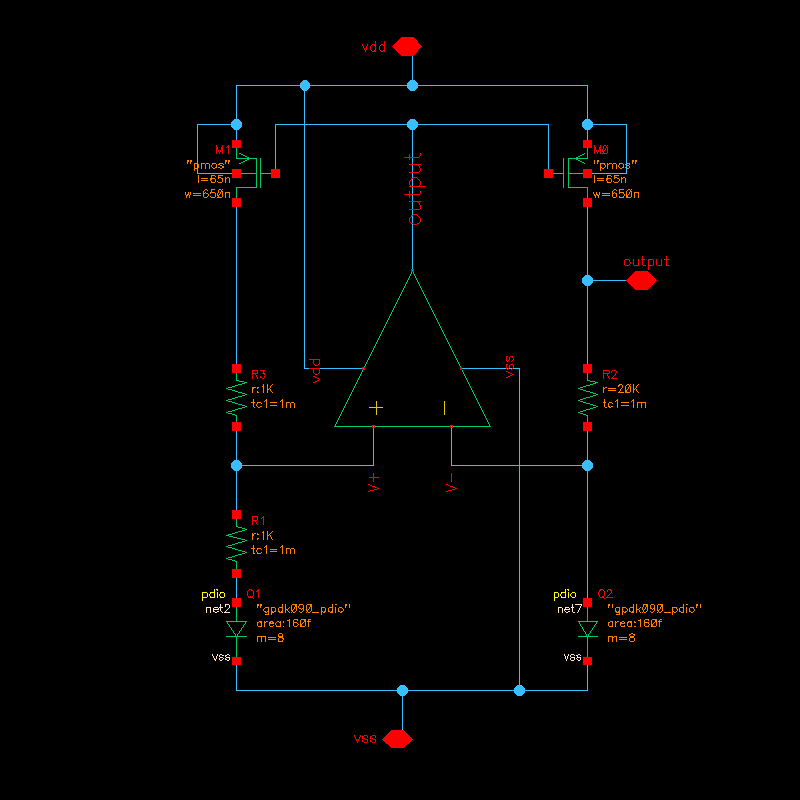 vdd
M1
"pmos"
l=65n
w=650n
M0
"pmos"
l=65n
w=650n
output
output
vdd
vss
R3
r:1K
tc1=1m
R2
r=20K
tc1=1m
+
-
V+
V-
R1
r:1K
tc1=1m
pdio
Q1
net2
"gpdk090_pdio"
area:160f
m=8
vss
pdio
Q2
net7
"gpdk090_pdio"
area:160f
m=8
vss
vss